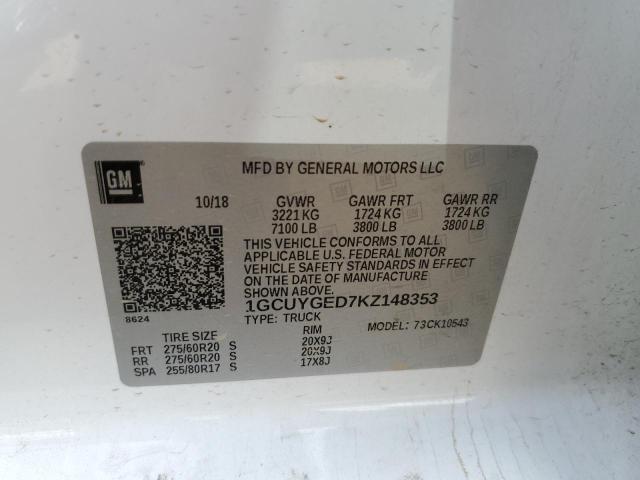 GM
MFD BY GENERAL MOTORS LLC
10/18 GVWR GAWR FRT GAWR RR
3221 KG 1724 KG 1724 KG
7100 LB 3800 LB 3800 LB
THIS VEHICLE CONFORMS TO ALL
APPLICABLE U.S. FEDERAL MOTOR
VEHICLE SAFETY STANDARDS IN EFFECT
ON THE DATE OF MANUFACTURE
SHOWN ABOVE.
1GCUYGED7KZ148353
8624
TYPE: TRUCK MODEL: 73CK10543
TIRE SIZE RIM
FRT 275/60R20 S 20X9J
RR 275/60R20 S 20X9J
SPA 255/80R17 S 17X8J